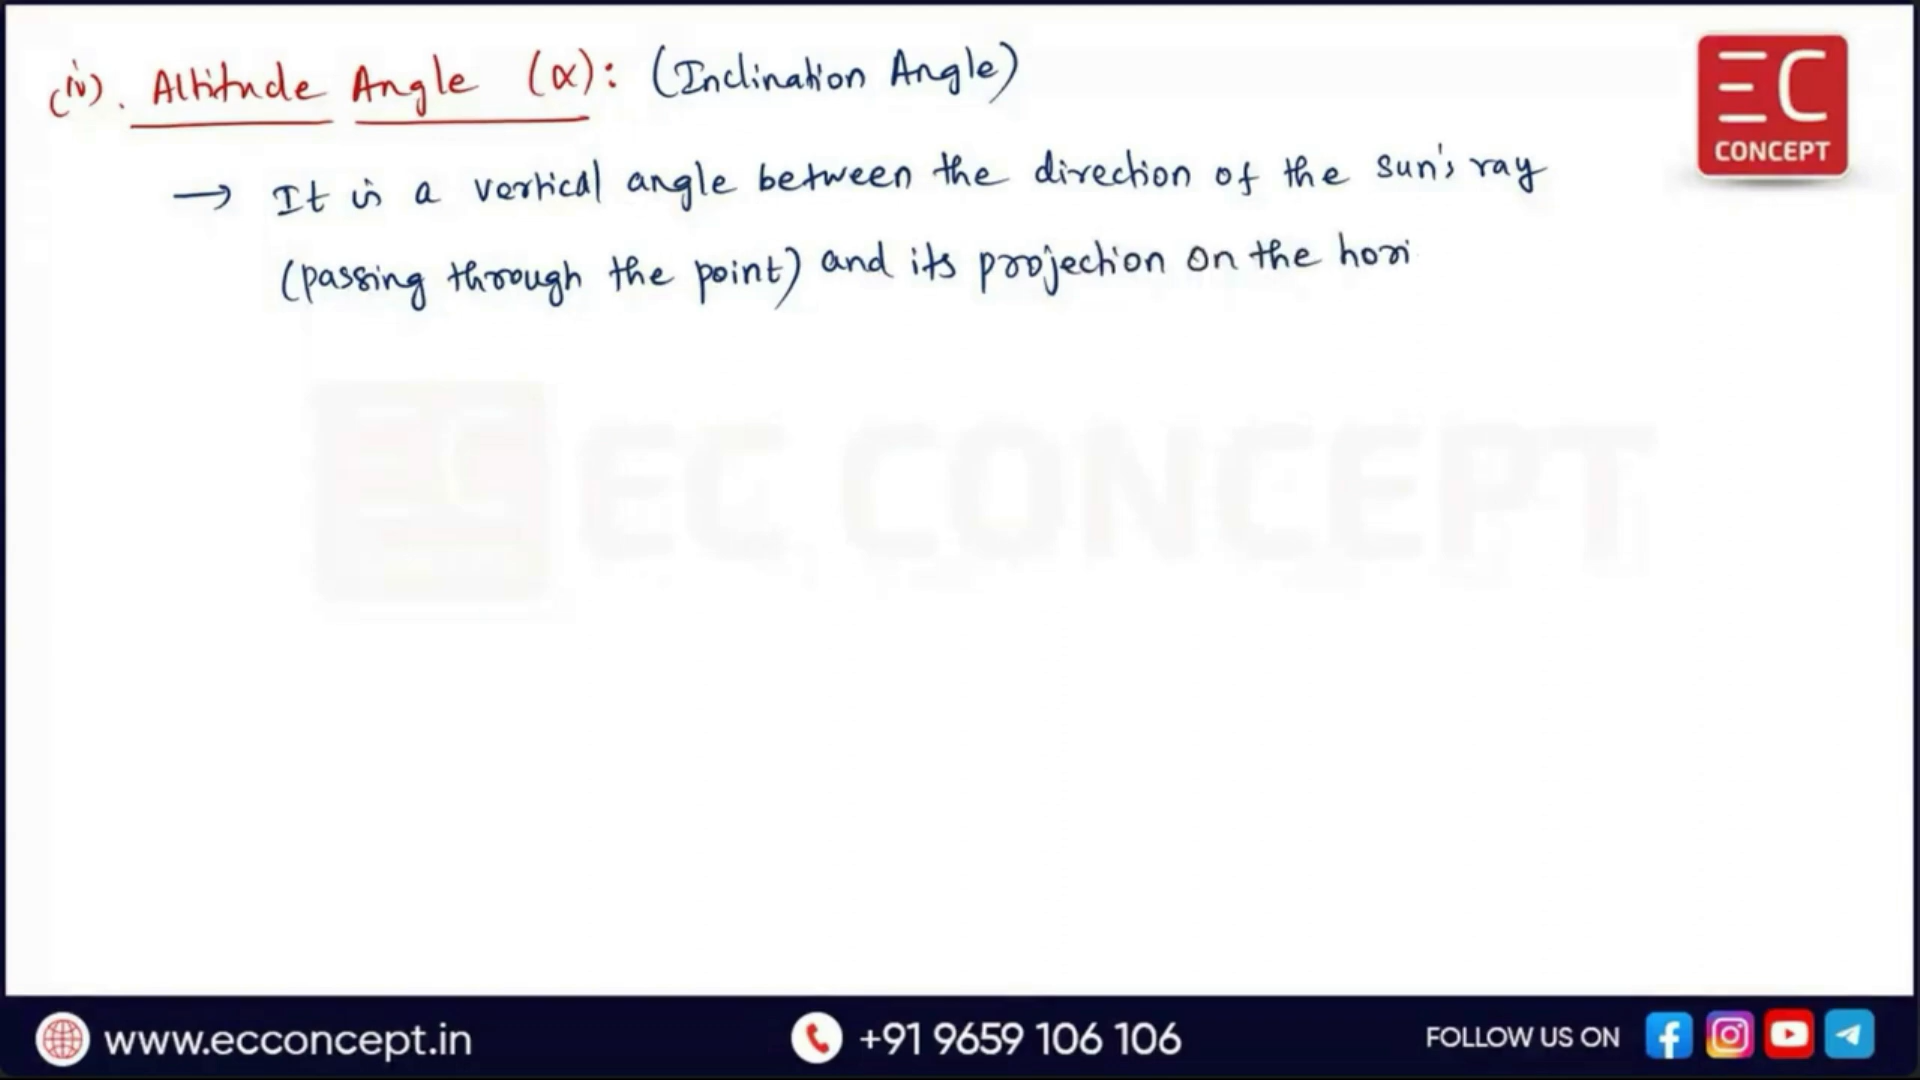 (iv). Altitude Angle (α): (Inclination Angle)
→ It is a vertical angle between the direction of the sun's ray
(passing through the point) and its projection on the hori
EC
CONCEPT
EC CONCEPT
www.ecconcept.in
+91 9659 106 106
FOLLOW US ON